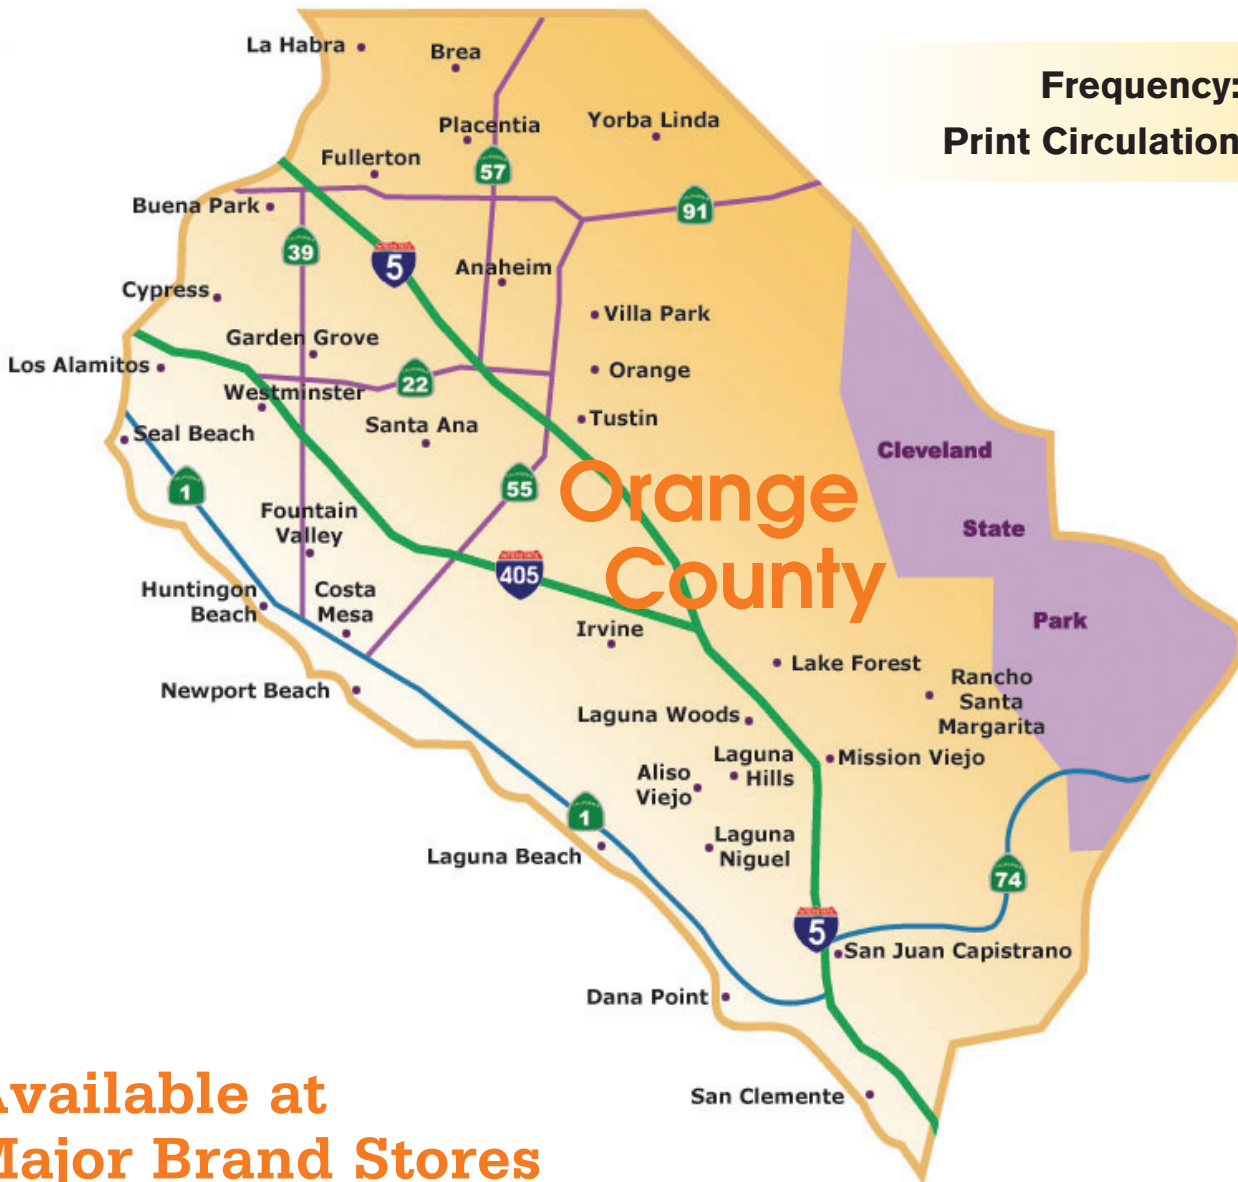 La Habra
Brea
Frequency:
Print Circulation
Placentia
Yorba Linda
Fullerton
57
Buena Park
91
39
5
Anaheim
Cypress
Villa Park
Garden Grove
Los Alamitos
22
Orange
Westminster
Santa Ana
Tustin
Seal Beach
Cleveland
1
55
Orange
County
Fountain
Valley
State
405
Huntingon
Beach
Costa
Mesa
Irvine
Park
Lake Forest
Rancho
Santa
Margarita
Newport Beach
Laguna Woods
Laguna
Hills
Mission Viejo
Aliso
Viejo
1
Laguna
Niguel
Laguna Beach
74
5
San Juan Capistrano
Dana Point
San Clemente
Available at
Major Brand Stores